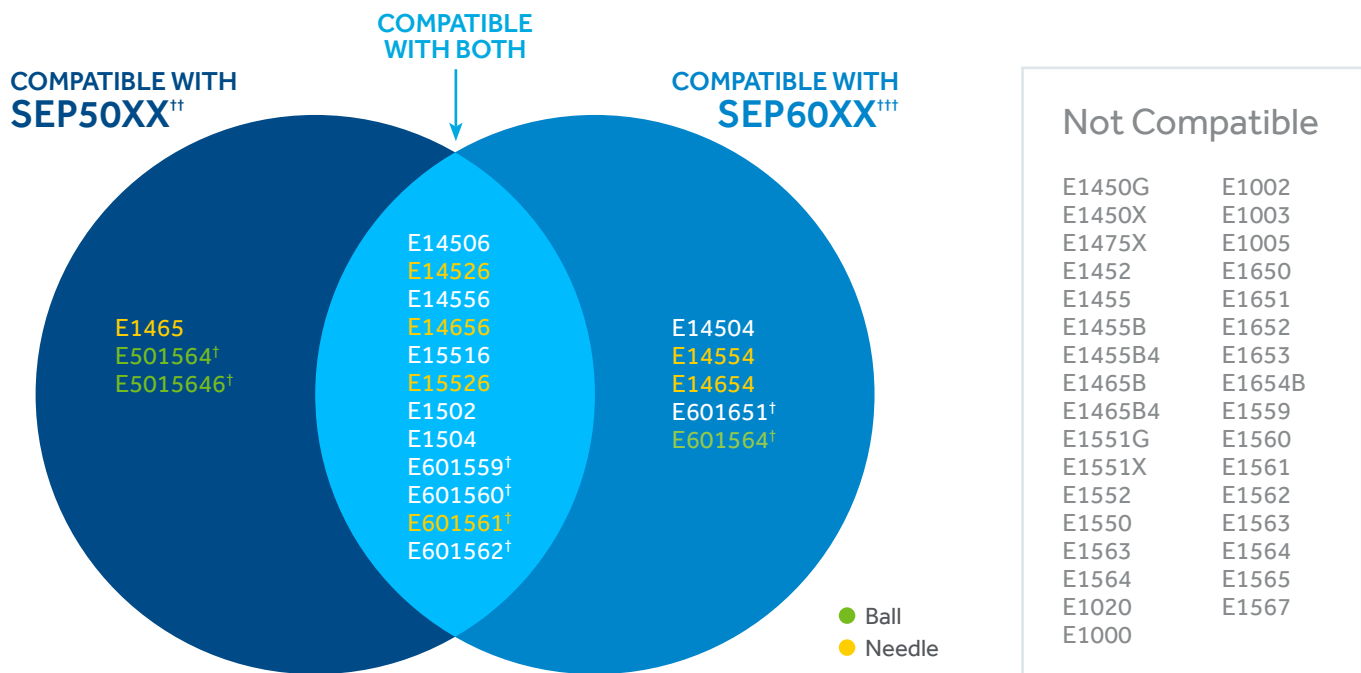 COMPATIBLE
WITH BOTH
COMPATIBLE WITH
SEP50XX††
COMPATIBLE WITH
SEP60XX†††
E1465
E501564†
E5015646†
E14506
E14526
E14556
E14656
E15516
E15526
E1502
E1504
E601559†
E601560†
E601561†
E601562†
E14504
E14554
E14654
E601651†
E601564†
Ball
Needle
Not Compatible
E1450G
E1450X
E1475X
E1452
E1455
E1455B
E1455B4
E1465B
E1465B4
E1551G
E1551X
E1552
E1550
E1563
E1564
E1020
E1000
E1002
E1003
E1005
E1650
E1651
E1652
E1653
E1654B
E1559
E1560
E1561
E1562
E1563
E1564
E1565
E1567